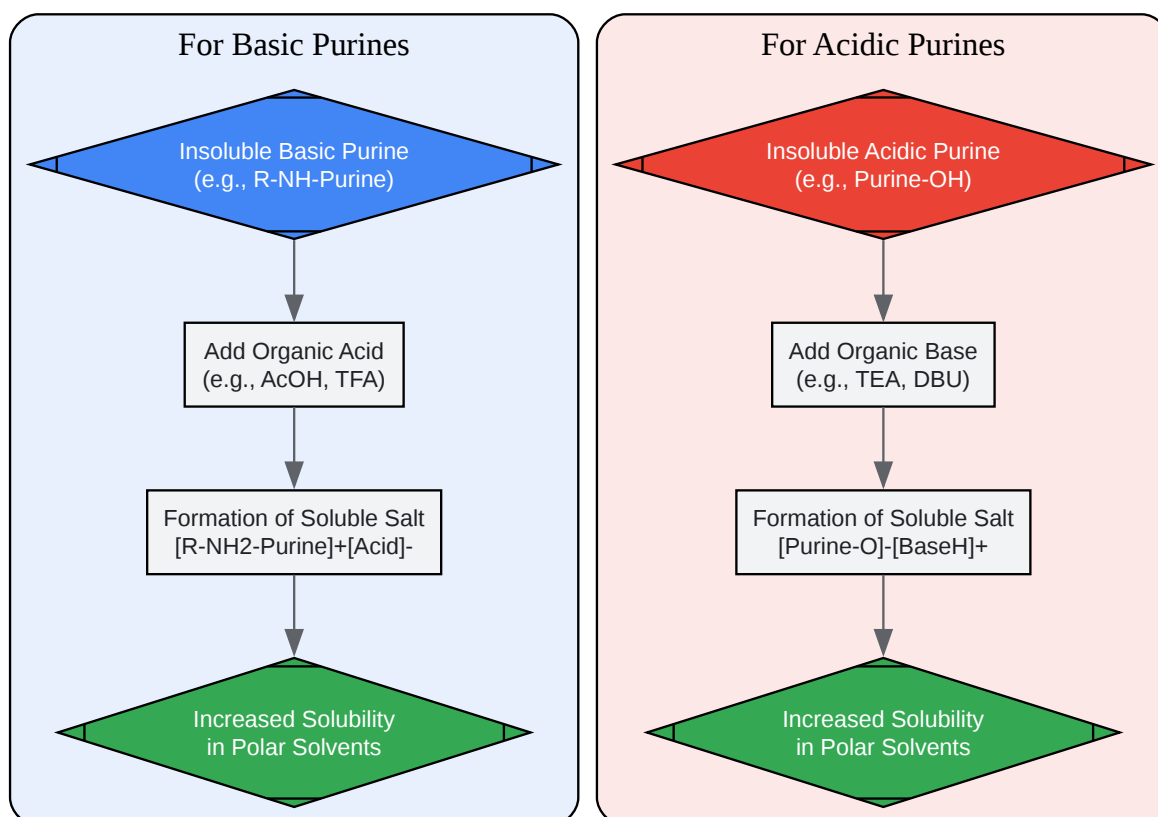 For Basic Purines
Insoluble Basic Purine
(e.g., R-NH-Purine)
Add Organic Acid
(e.g., AcOH, TFA)
Formation of Soluble Salt
[R-NH2-Purine]+[Acid]-
Increased Solubility
in Polar Solvents
For Acidic Purines
Insoluble Acidic Purine
(e.g., Purine-OH)
Add Organic Base
(e.g., TEA, DBU)
Formation of Soluble Salt
[Purine-O]-[BaseH]+
Increased Solubility
in Polar Solvents